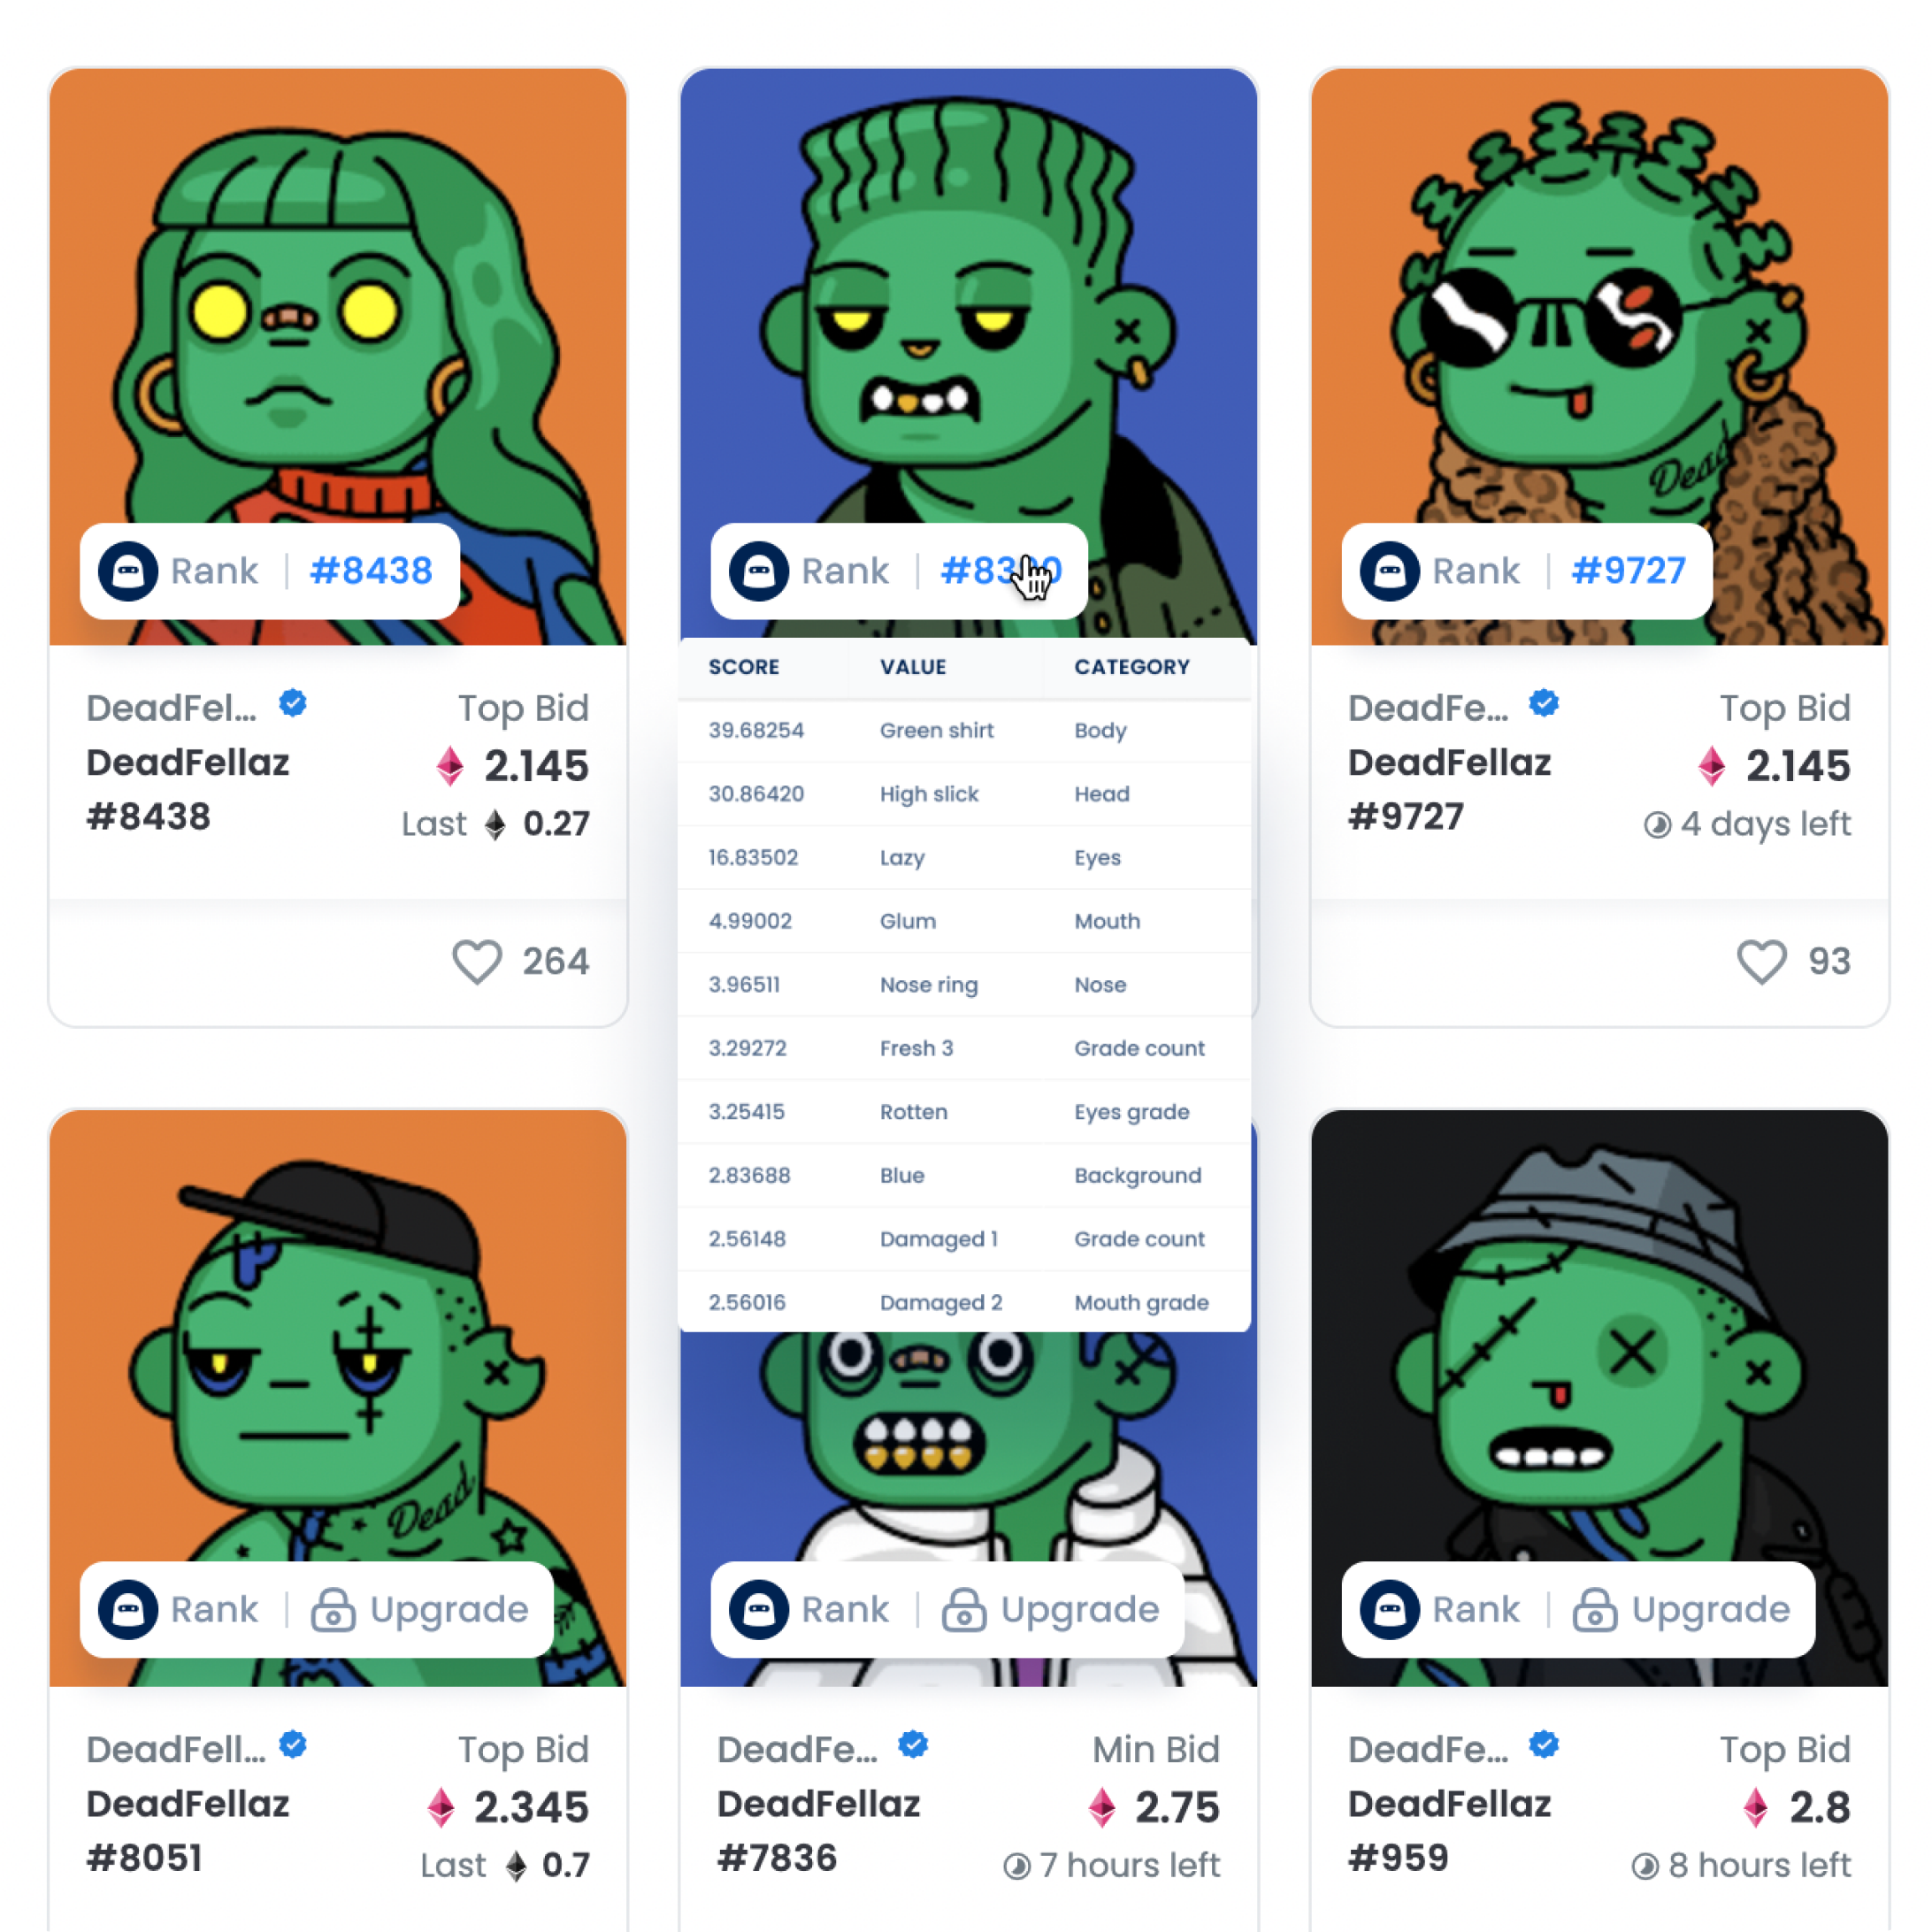 Dead
Rank | #8438
Rank
Rank | #9727
DeadFel...
Top Bid
DeadFellaz
2.145
#8438
Last 0.27
264
SCORE VALUE CATEGORY
39.68254 Green shirt Body
30.86420 High slick Head
16.83502 Lazy Eyes
4.99002 Glum Mouth
3.96511 Nose ring Nose
3.29272 Fresh 3 Grade count
3.25415 Rotten Eyes grade
2.83688 Blue Background
2.56148 Damaged 1 Grade count
2.56016 Damaged 2 Mouth grade
DeadFe...
Top Bid
DeadFellaz
2.145
#9727
4 days left
93
Dead
Rank | Upgrade
Rank | Upgrade
Rank | Upgrade
DeadFell...
Top Bid
DeadFellaz
2.345
#8051
Last 0.7
DeadFe...
Min Bid
DeadFellaz
2.75
#7836
7 hours left
DeadFe...
Top Bid
DeadFellaz
2.8
#959
8 hours left